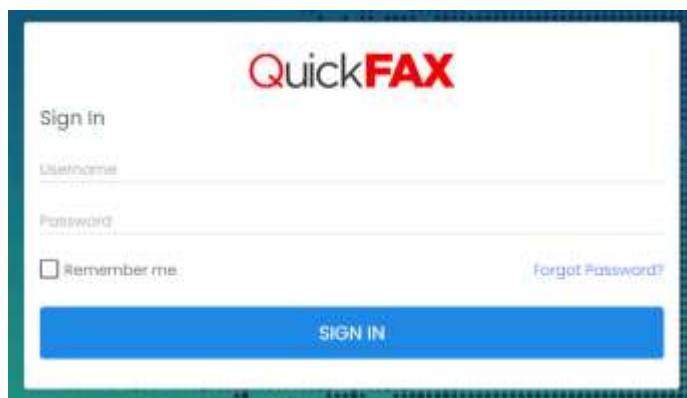 QuickFAX
Sign In
Username
Password
Remember me
Forgot Password?
SIGN IN